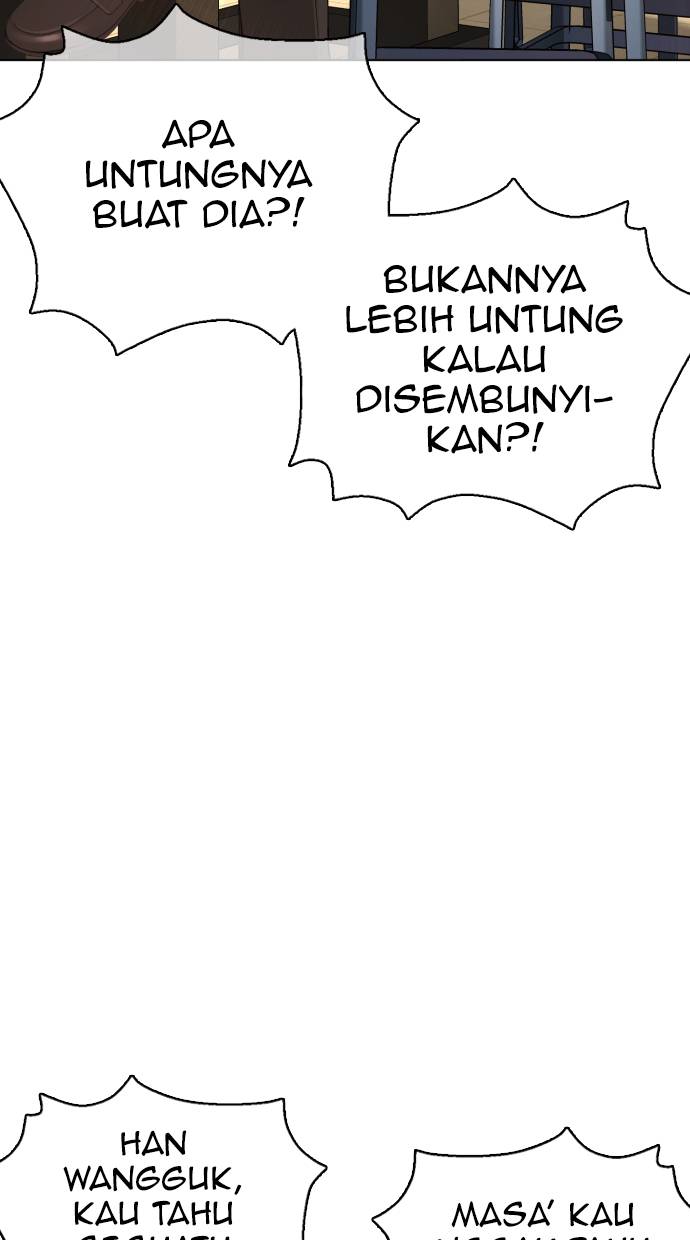 APA
UNTUNGNYA
BUAT DIA?!
BUKANNYA
LEBIH UNTUNG
KALAU
DISEMBUNYI-
KAN?!
HAN
WANGGUK,
KAU TAHU
MASA' KAU